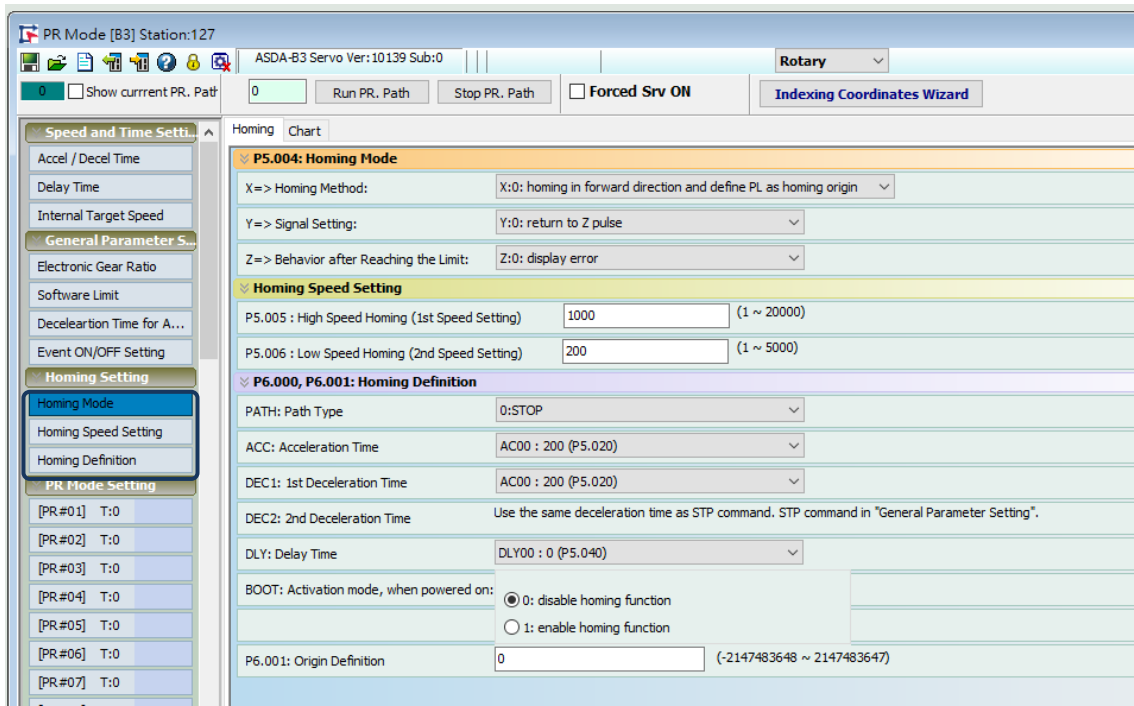 PR Mode [B3] Station:127
ASDA-B3 Servo Ver:10139 Sub:0
Rotary
0
Show currrent PR. Path
0
Run PR. Path
Stop PR. Path
Forced Srv ON
Indexing Coordinates Wizard
Speed and Time Setti...
Accel / Decel Time
Delay Time
Internal Target Speed
General Parameter S...
Electronic Gear Ratio
Software Limit
Deceleartion Time for A...
Event ON/OFF Setting
Homing Setting
Homing Mode
Homing Speed Setting
Homing Definition
PR Mode Setting
[PR#01] T:0
[PR#02] T:0
[PR#03] T:0
[PR#04] T:0
[PR#05] T:0
[PR#06] T:0
[PR#07] T:0
Homing Chart
P5.004: Homing Mode
X=> Homing Method: X:0: homing in forward direction and define PL as homing origin
Y=> Signal Setting: Y:0: return to Z pulse
Z=> Behavior after Reaching the Limit: Z:0: display error
Homing Speed Setting
P5.005 : High Speed Homing (1st Speed Setting) 1000 (1 ~ 20000)
P5.006 : Low Speed Homing (2nd Speed Setting) 200 (1 ~ 5000)
P6.000, P6.001: Homing Definition
PATH: Path Type 0:STOP
ACC: Acceleration Time AC00 : 200 (P5.020)
DEC1: 1st Deceleration Time AC00 : 200 (P5.020)
DEC2: 2nd Deceleration Time Use the same deceleration time as STP command. STP command in "General Parameter Setting".
DLY: Delay Time DLY00 : 0 (P5.040)
BOOT: Activation mode, when powered on:
0: disable homing function
1: enable homing function
P6.001: Origin Definition 0 (-2147483648 ~ 2147483647)